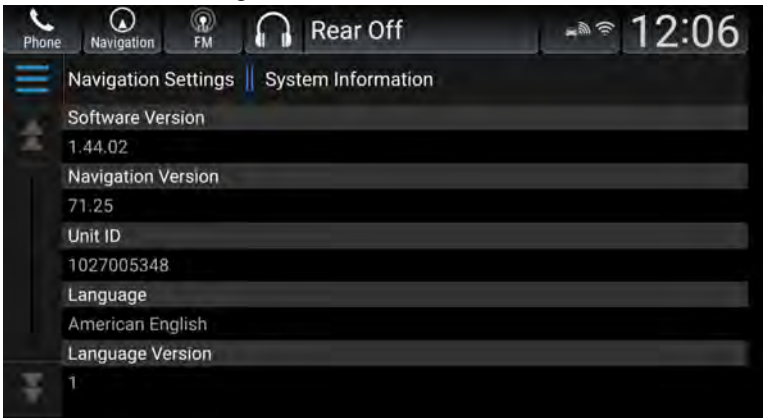 Phone
Navigation
FM
Rear Off
12:06
Navigation Settings
System Information
Software Version
1.44.02
Navigation Version
71.25
Unit ID
1027005348
Language
American English
Language Version
1